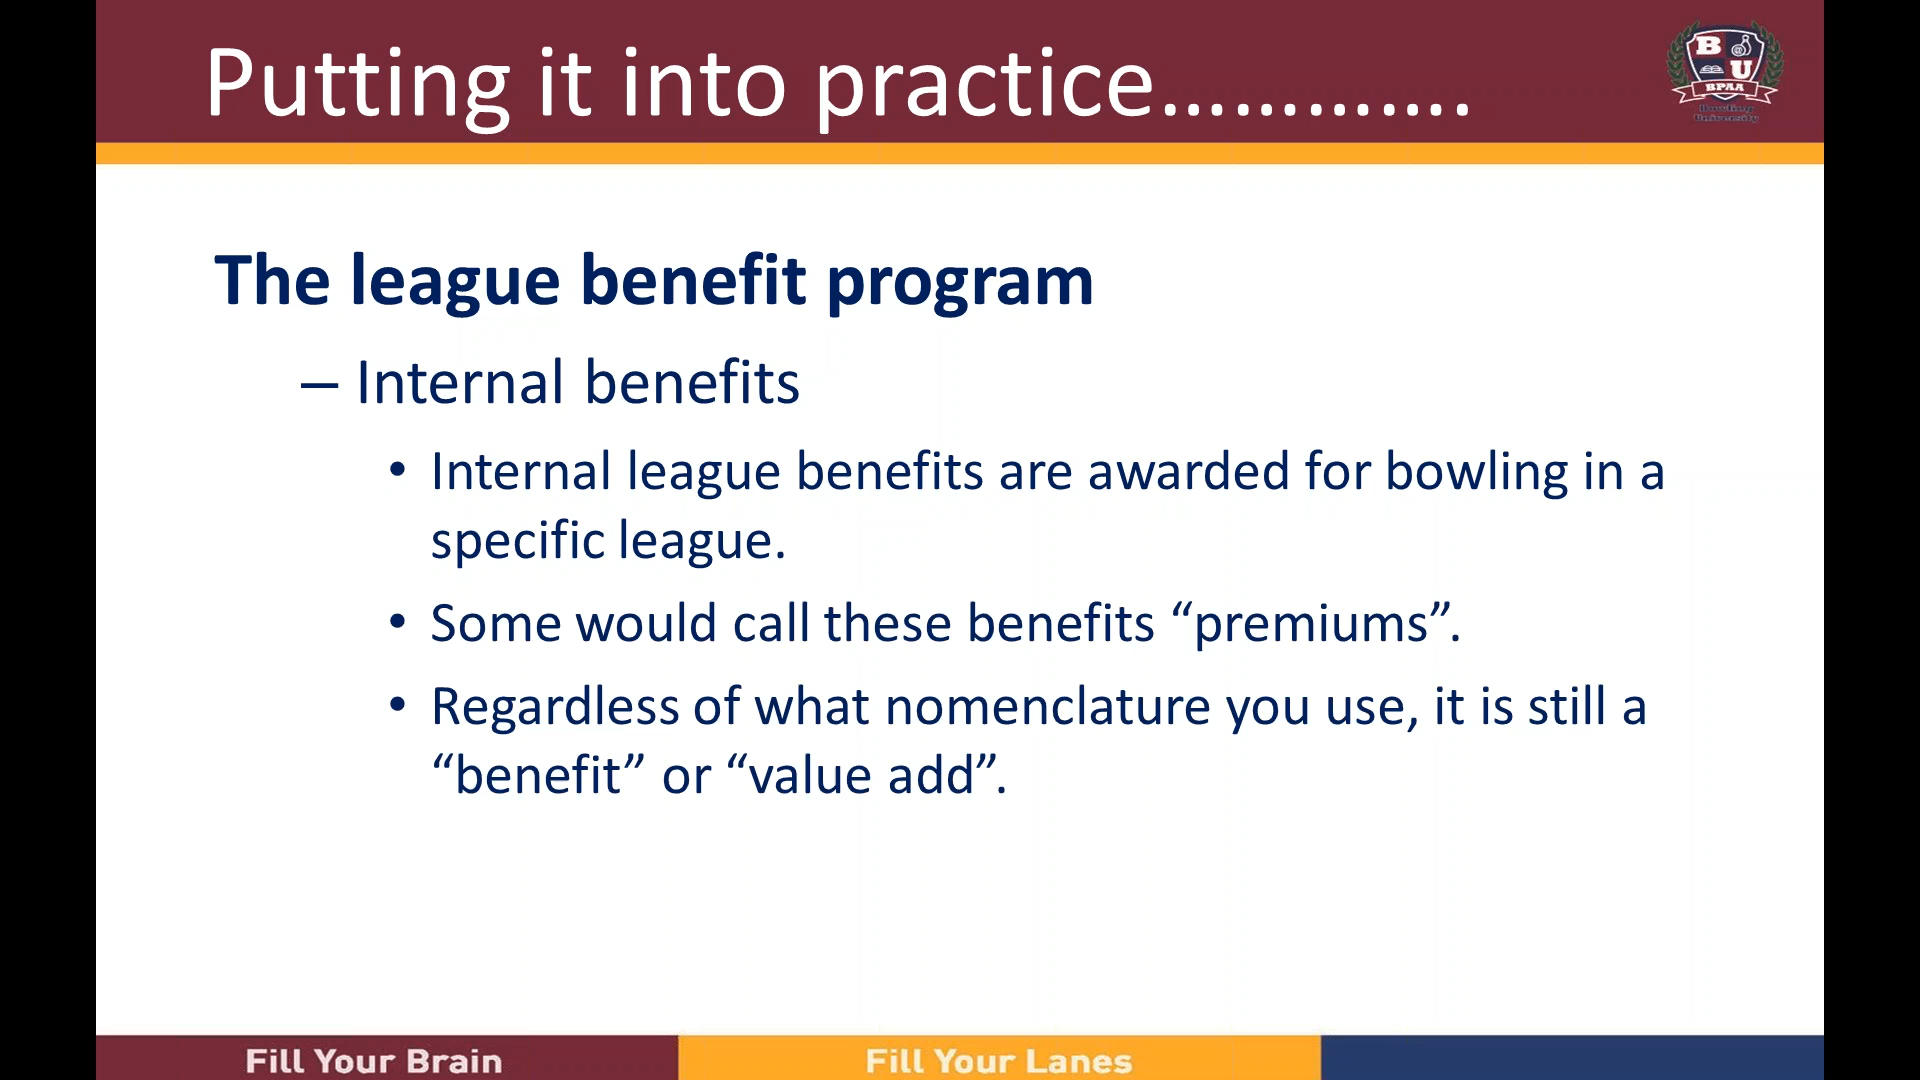 Putting it into practice………….
B U
BPAA
Bowling
University
The league benefit program
– Internal benefits
• Internal league benefits are awarded for bowling in a
specific league.
• Some would call these benefits “premiums”.
• Regardless of what nomenclature you use, it is still a
“benefit” or “value add”.
Fill Your Brain
Fill Your Lanes